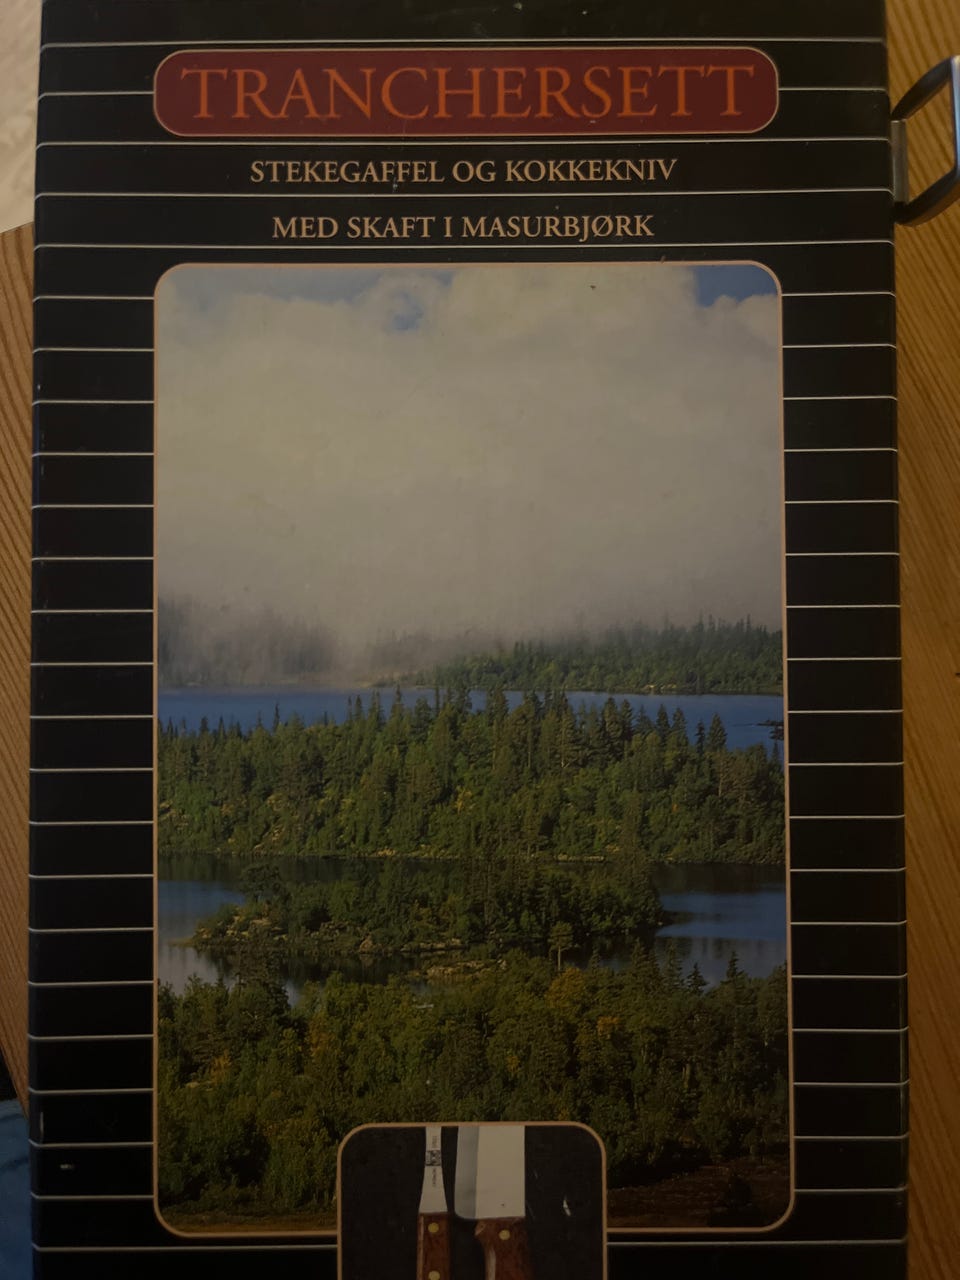 TRANCHERSETT
STEKEGAFFEL OG KOKKEKNIV
MED SKAFT I MASURBJØRK